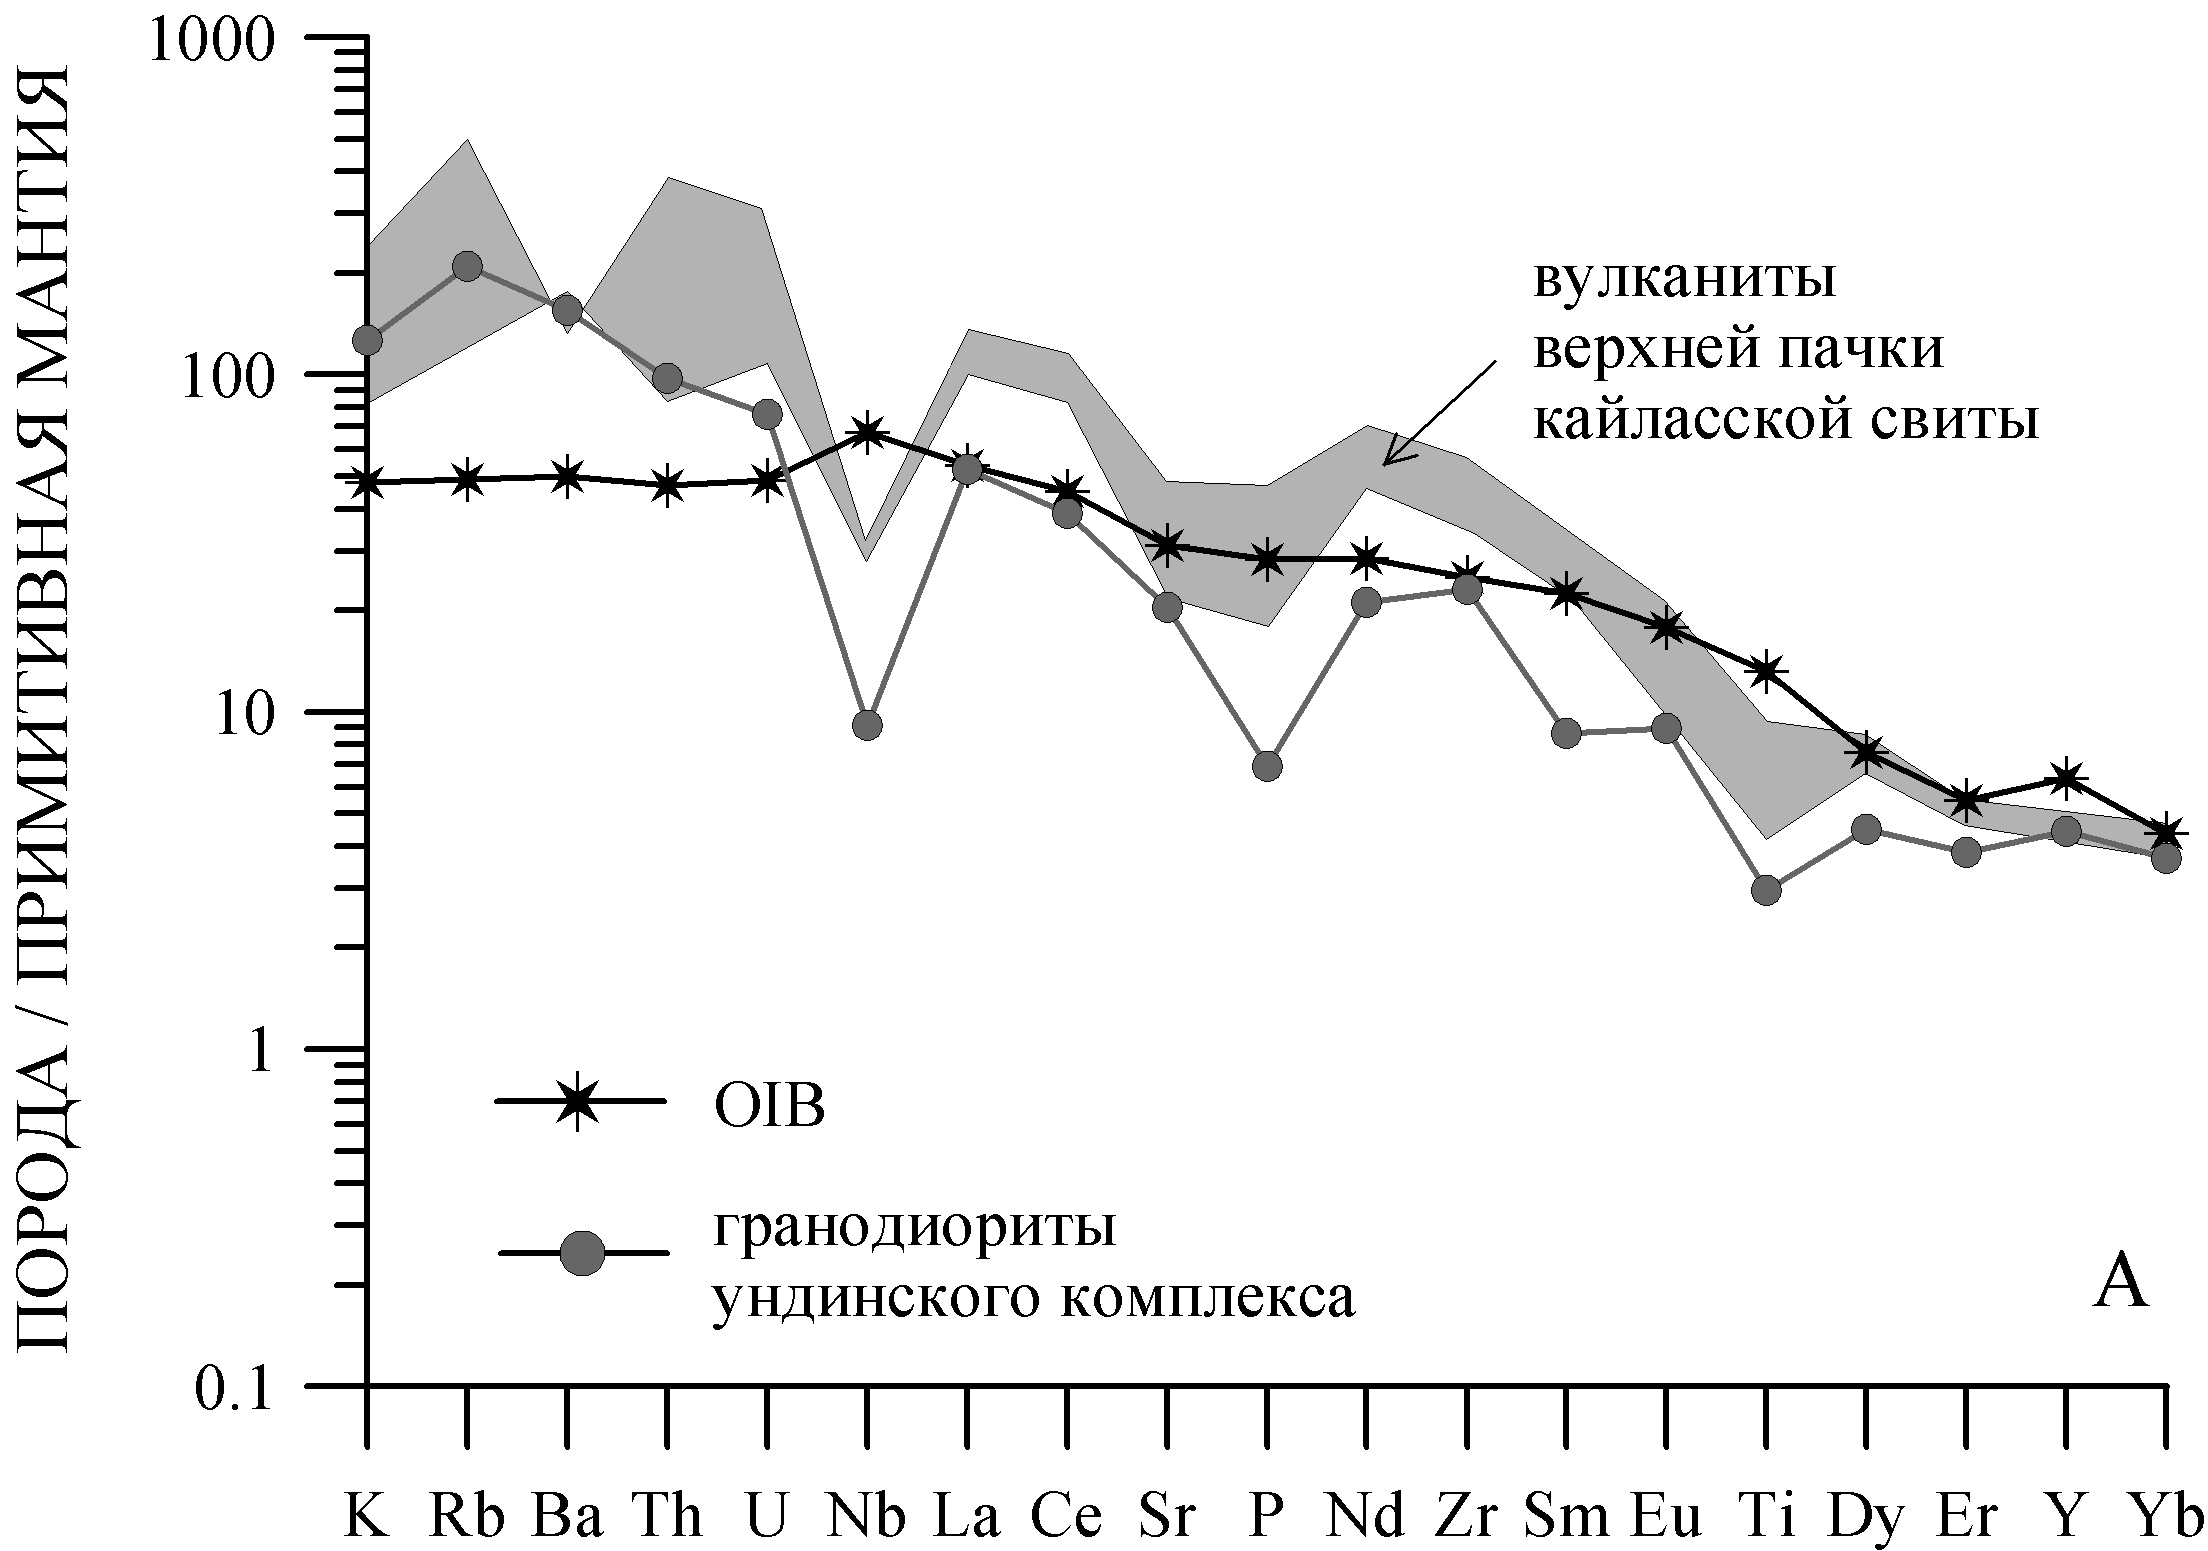 ПОРОДА / ПРИМИТИВНАЯ МАНТИЯ
1000
100
10
1
0.1
вулканиты
верхней пачки
кайласской свиты
OIB
гранодиориты
ундинского комплекса
А
K Rb Ba Th U Nb La Ce Sr P Nd Zr Sm Eu Ti Dy Er Y Yb